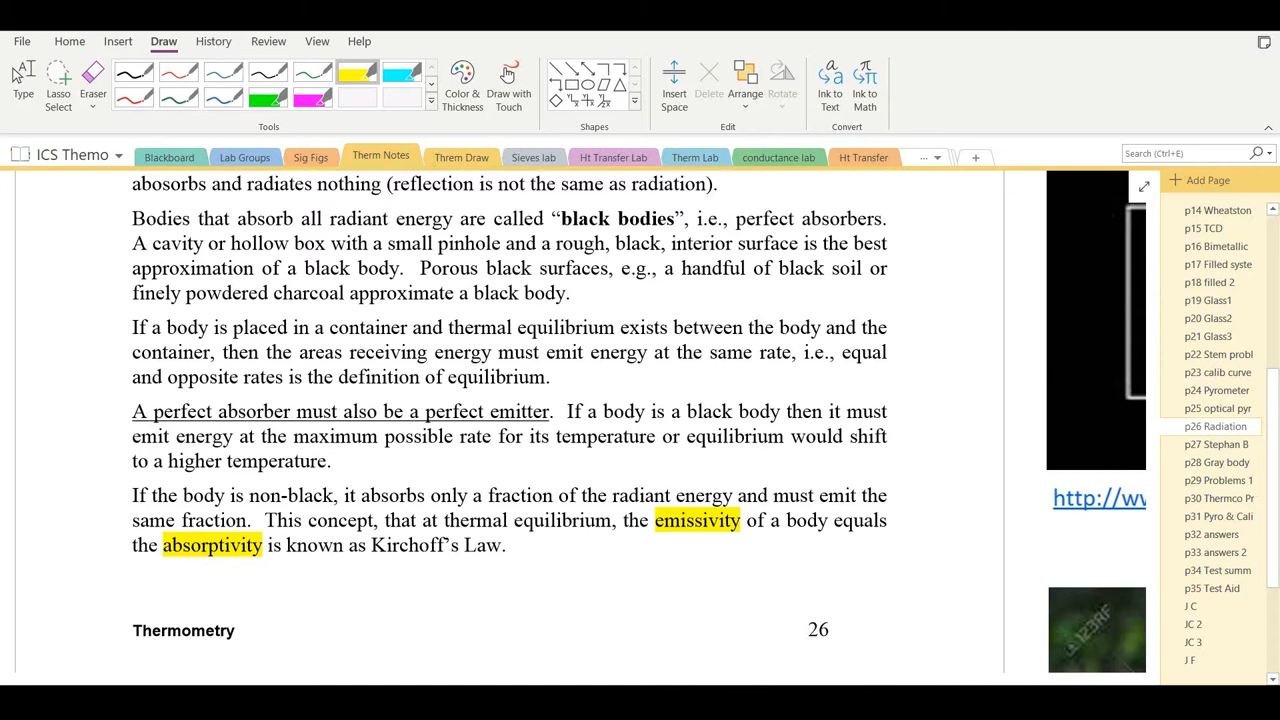 File Home Insert Draw History Review View Help
Type
Lasso Select
Eraser
Color & Thickness
Draw with Touch
Insert Space
Delete
Arrange
Rotate
Ink to Text
Ink to Math
Tools Shapes Edit Convert
ICS Themo Blackboard Lab Groups Sig Figs Therm Notes Threm Draw Sieves lab Ht Transfer Lab Therm Lab conductance lab Ht Transfer ... + Search (Ctrl+E)
abosorbs and radiates nothing (reflection is not the same as radiation).
Bodies that absorb all radiant energy are called “black bodies”, i.e., perfect absorbers.
A cavity or hollow box with a small pinhole and a rough, black, interior surface is the best
approximation of a black body. Porous black surfaces, e.g., a handful of black soil or
finely powdered charcoal approximate a black body.
If a body is placed in a container and thermal equilibrium exists between the body and the
container, then the areas receiving energy must emit energy at the same rate, i.e., equal
and opposite rates is the definition of equilibrium.
A perfect absorber must also be a perfect emitter. If a body is a black body then it must
emit energy at the maximum possible rate for its temperature or equilibrium would shift
to a higher temperature.
If the body is non-black, it absorbs only a fraction of the radiant energy and must emit the
same fraction. This concept, that at thermal equilibrium, the emissivity of a body equals
the absorptivity is known as Kirchoff’s Law.
Thermometry 26
http://ww
123RF
Add Page
p14 Wheatston
p15 TCD
p16 Bimetallic
p17 Filled syste
p18 filled 2
p19 Glass1
p20 Glass2
p21 Glass3
p22 Stem probl
p23 calib curve
p24 Pyrometer
p25 optical pyr
p26 Radiation
p27 Stephan B
p28 Gray body
p29 Problems 1
p30 Thermco Pr
p31 Pyro & Cali
p32 answers
p33 answers 2
p34 Test summ
p35 Test Aid
J C
JC 2
JC 3
J F